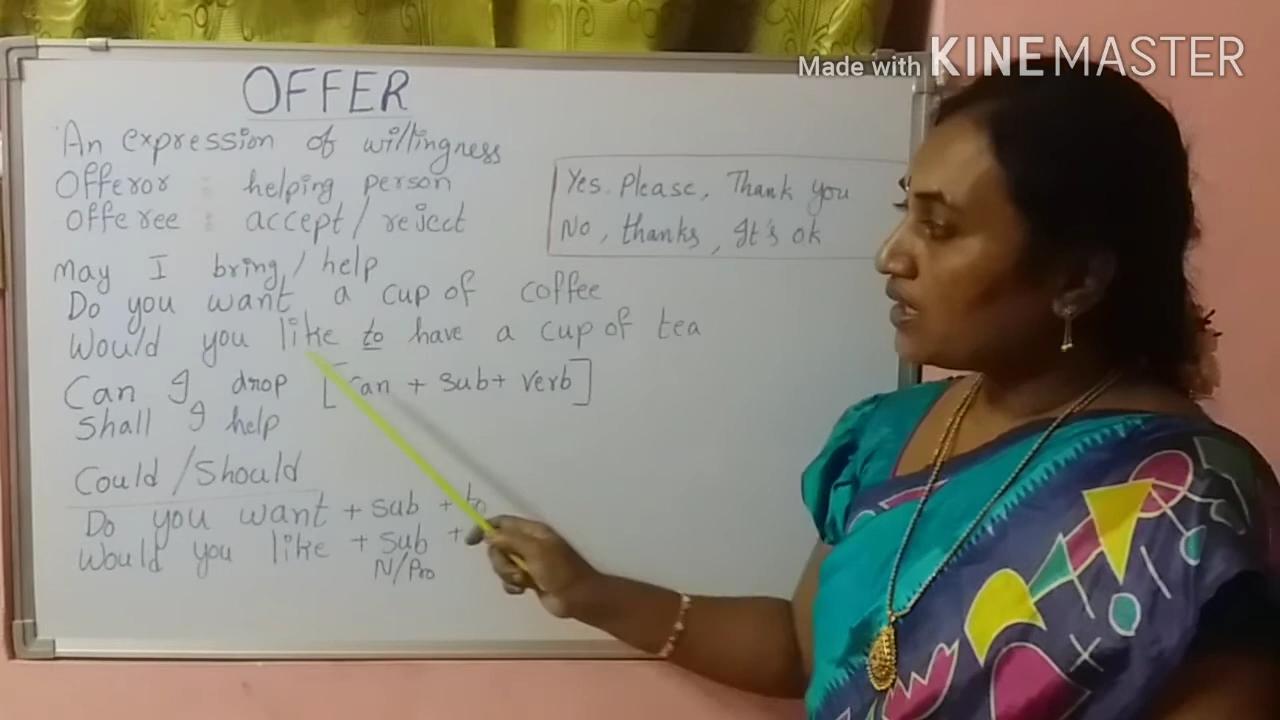 Made with KINEMASTER
OFFER
An expression of willingness
Offeror : helping person
Offeree : accept / reject
Yes. Please, Thank you
No, thanks, It's ok
May I bring / help
Do you want a cup of coffee
Would you like to have a cup of tea
Can I drop [can + sub + verb]
Shall I help
Could / Should
Do you want + sub + to
Would you like + sub +
N/Pro